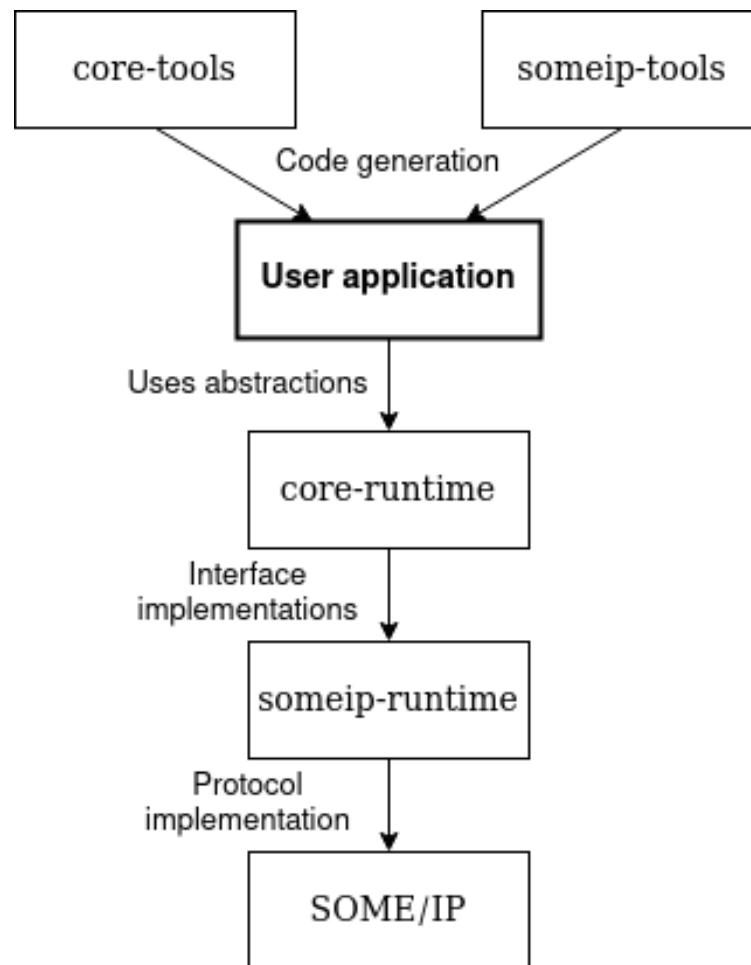 core-tools
someip-tools
Code generation
User application
Uses abstractions
core-runtime
Interface
implementations
someip-runtime
Protocol
implementation
SOME/IP